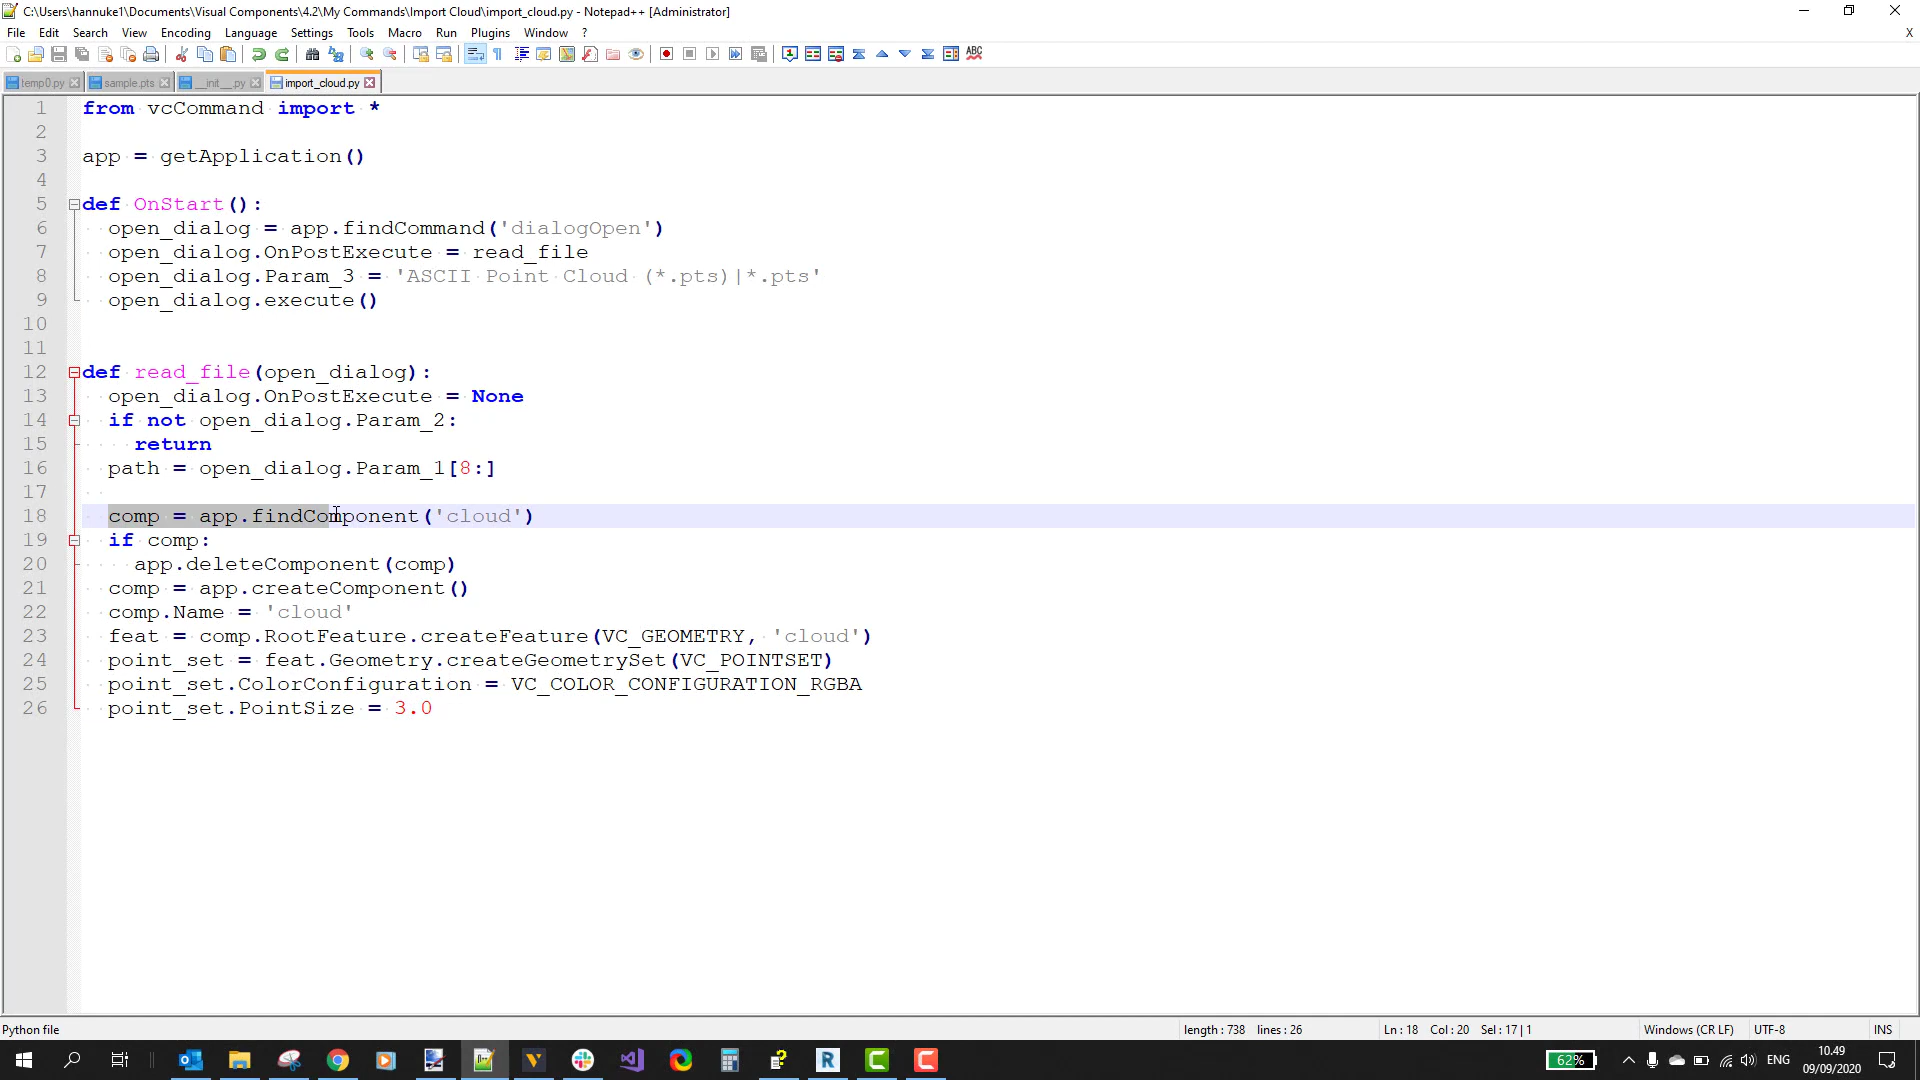 C:\Users\hannuke1\Documents\Visual Components\4.2\My Commands\Import Cloud\import_cloud.py - Notepad++ [Administrator]
File Edit Search View Encoding Language Settings Tools Macro Run Plugins Window ? X
temp0.py sample.pts __init__.py import_cloud.py
1 from vcCommand import *
2
3 app = getApplication()
4
5 def OnStart():
6 open_dialog = app.findCommand('dialogOpen')
7 open_dialog.OnPostExecute = read_file
8 open_dialog.Param_3 = 'ASCII Point Cloud (*.pts)|*.pts'
9 open_dialog.execute()
10
11
12 def read_file(open_dialog):
13 open_dialog.OnPostExecute = None
14 if not open_dialog.Param_2:
15 return
16 path = open_dialog.Param_1[8:]
17
18 comp = app.findComponent('cloud')
19 if comp:
20 app.deleteComponent(comp)
21 comp = app.createComponent()
22 comp.Name = 'cloud'
23 feat = comp.RootFeature.createFeature(VC_GEOMETRY, 'cloud')
24 point_set = feat.Geometry.createGeometrySet(VC_POINTSET)
25 point_set.ColorConfiguration = VC_COLOR_CONFIGURATION_RGBA
26 point_set.PointSize = 3.0
Python file length : 738 lines : 26 Ln : 18 Col : 20 Sel : 17 | 1 Windows (CR LF) UTF-8 INS
62% ENG 10.49
09/09/2020